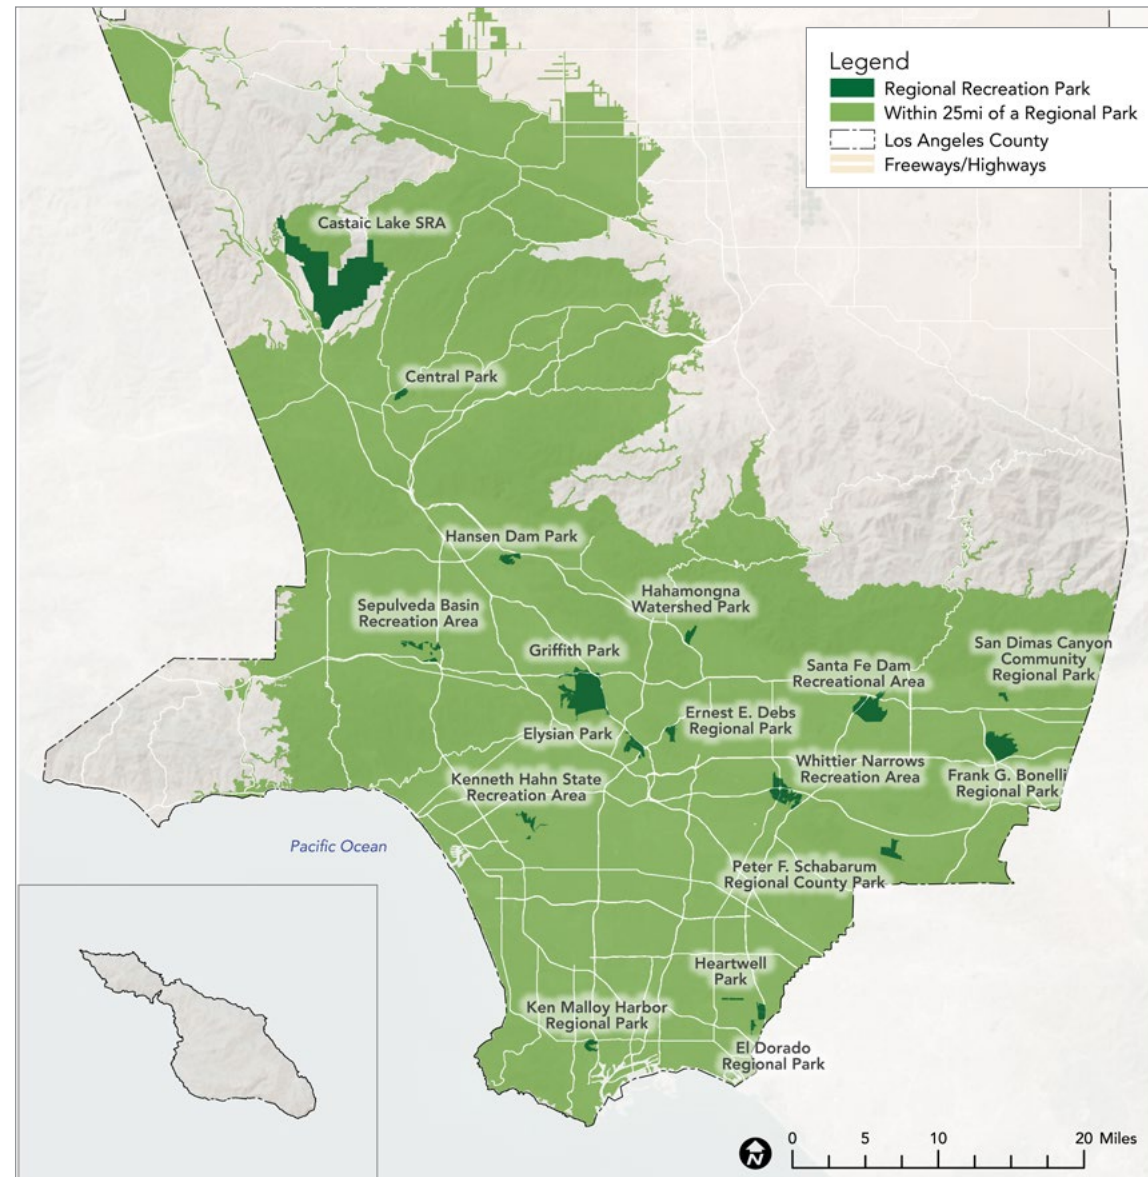 Legend
Regional Recreation Park
Within 25mi of a Regional Park
Los Angeles County
Freeways/Highways
Castaic Lake SRA
Central Park
Hansen Dam Park
Hahamongna
Watershed Park
Sepulveda Basin
Recreation Area
Griffith Park
San Dimas Canyon
Community
Regional Park
Santa Fe Dam
Recreational Area
Ernest E. Debs
Regional Park
Elysian Park
Whittier Narrows
Recreation Area
Frank G. Bonelli
Regional Park
Kenneth Hahn State
Recreation Area
Pacific Ocean
Peter F. Schabarum
Regional County Park
Heartwell
Park
Ken Malloy Harbor
Regional Park
El Dorado
Regional Park
N
0 5 10 20 Miles